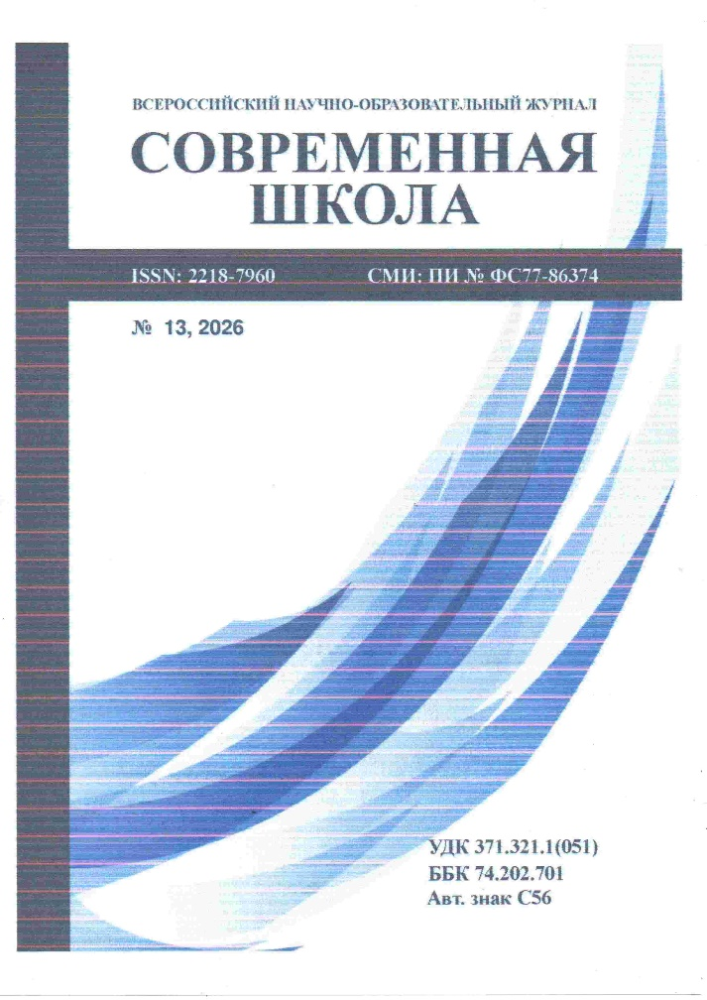 ВСЕРОССИЙСКИЙ НАУЧНО-ОБРАЗОВАТЕЛЬНЫЙ ЖУРНАЛ
СОВРЕМЕННАЯ
ШКОЛА
ISSN: 2218-7960 СМИ: ПИ № ФС77-86374
№ 13, 2026
УДК 371.321.1(051)
ББК 74.202.701
Авт. знак С56